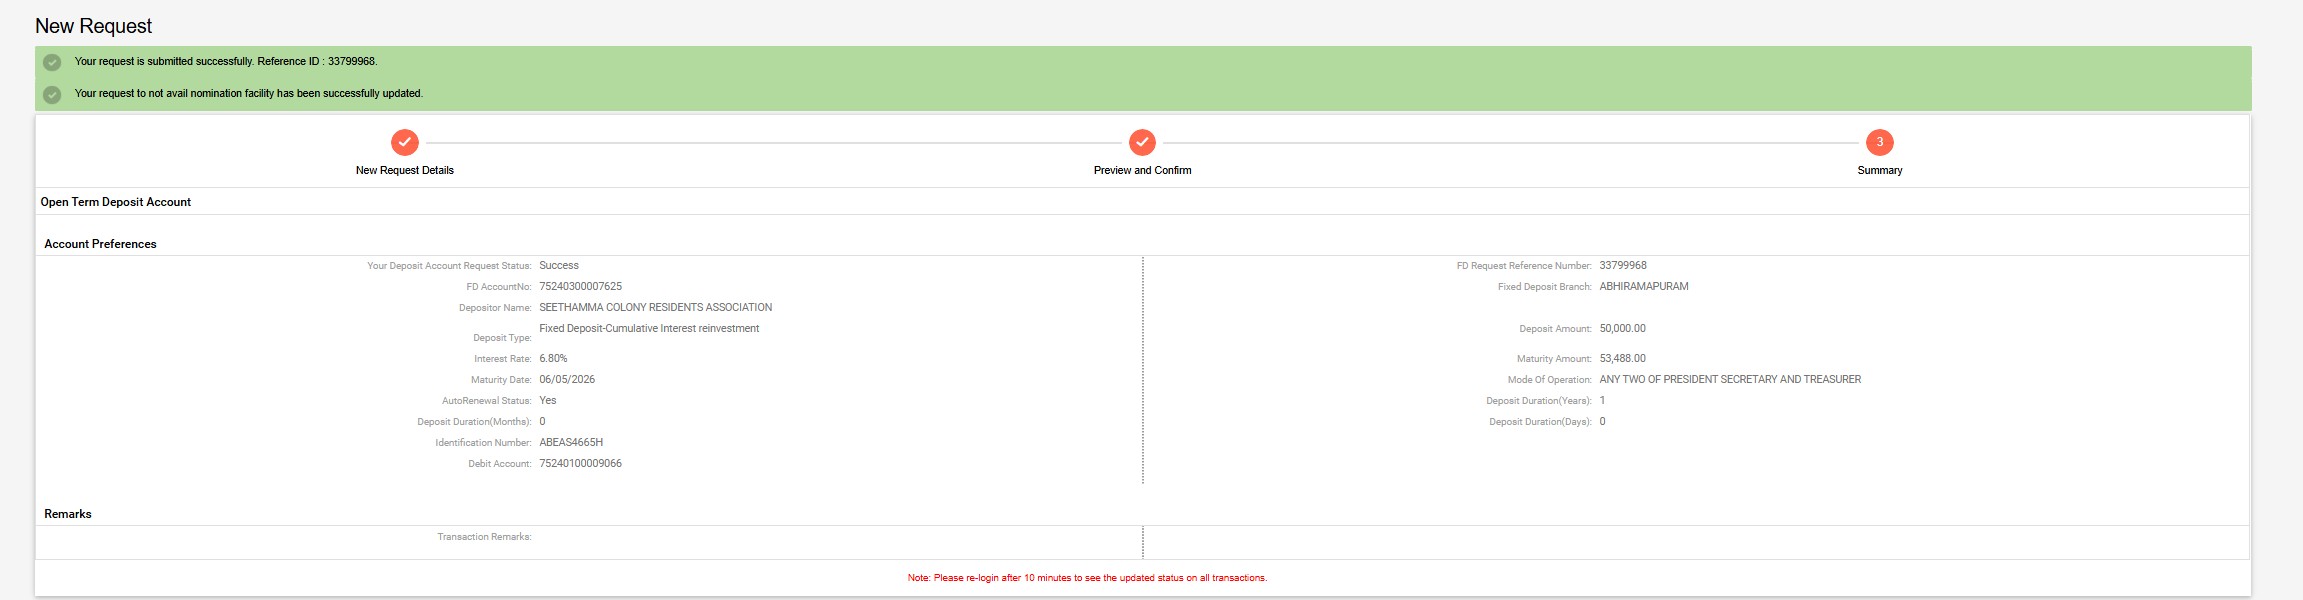 New Request
Your request is submitted successfully. Reference ID : 33799968.
Your request to not avail nomination facility has been successfully updated.
3
New Request Details
Preview and Confirm
Summary
Open Term Deposit Account
Account Preferences
Your Deposit Account Request Status: Success
FD Request Reference Number: 33799968
FD AccountNo: 75240300007625
Fixed Deposit Branch: ABHIRAMAPURAM
Depositor Name: SEETHAMMA COLONY RESIDENTS ASSOCIATION
Deposit Type: Fixed Deposit-Cumulative Interest reinvestment
Deposit Amount: 50,000.00
Interest Rate: 6.80%
Maturity Amount: 53,488.00
Maturity Date: 06/05/2026
Mode Of Operation: ANY TWO OF PRESIDENT SECRETARY AND TREASURER
AutoRenewal Status: Yes
Deposit Duration(Years): 1
Deposit Duration(Months): 0
Deposit Duration(Days): 0
Identification Number: ABEAS4665H
Debit Account: 75240100009066
Remarks
Transaction Remarks:
Note: Please re-login after 10 minutes to see the updated status on all transactions.